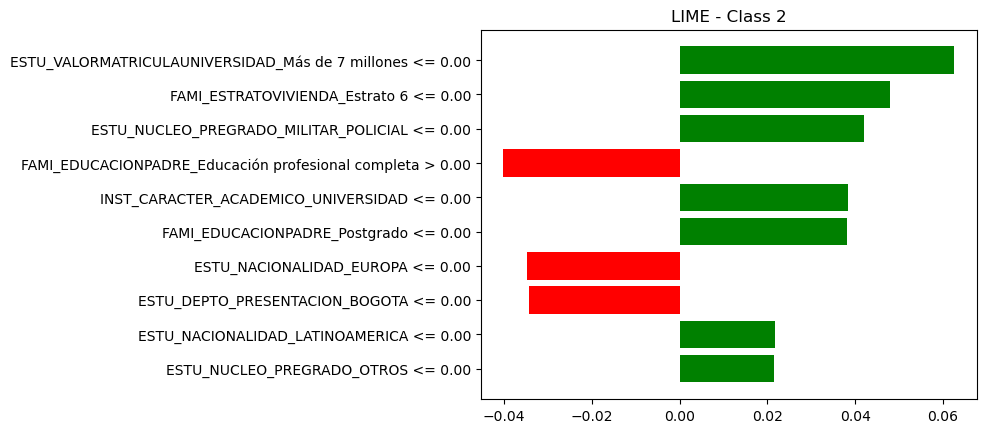 LIME - Class 2
ESTU_VALORMATRICULAUNIVERSIDAD_Más de 7 millones <= 0.00
FAMI_ESTRATOVIVIENDA_Estrato 6 <= 0.00
ESTU_NUCLEO_PREGRADO_MILITAR_POLICIAL <= 0.00
FAMI_EDUCACIONPADRE_Educación profesional completa > 0.00
INST_CARACTER_ACADEMICO_UNIVERSIDAD <= 0.00
FAMI_EDUCACIONPADRE_Postgrado <= 0.00
ESTU_NACIONALIDAD_EUROPA <= 0.00
ESTU_DEPTO_PRESENTACION_BOGOTA <= 0.00
ESTU_NACIONALIDAD_LATINOAMERICA <= 0.00
ESTU_NUCLEO_PREGRADO_OTROS <= 0.00
−0.04 −0.02 0.00 0.02 0.04 0.06